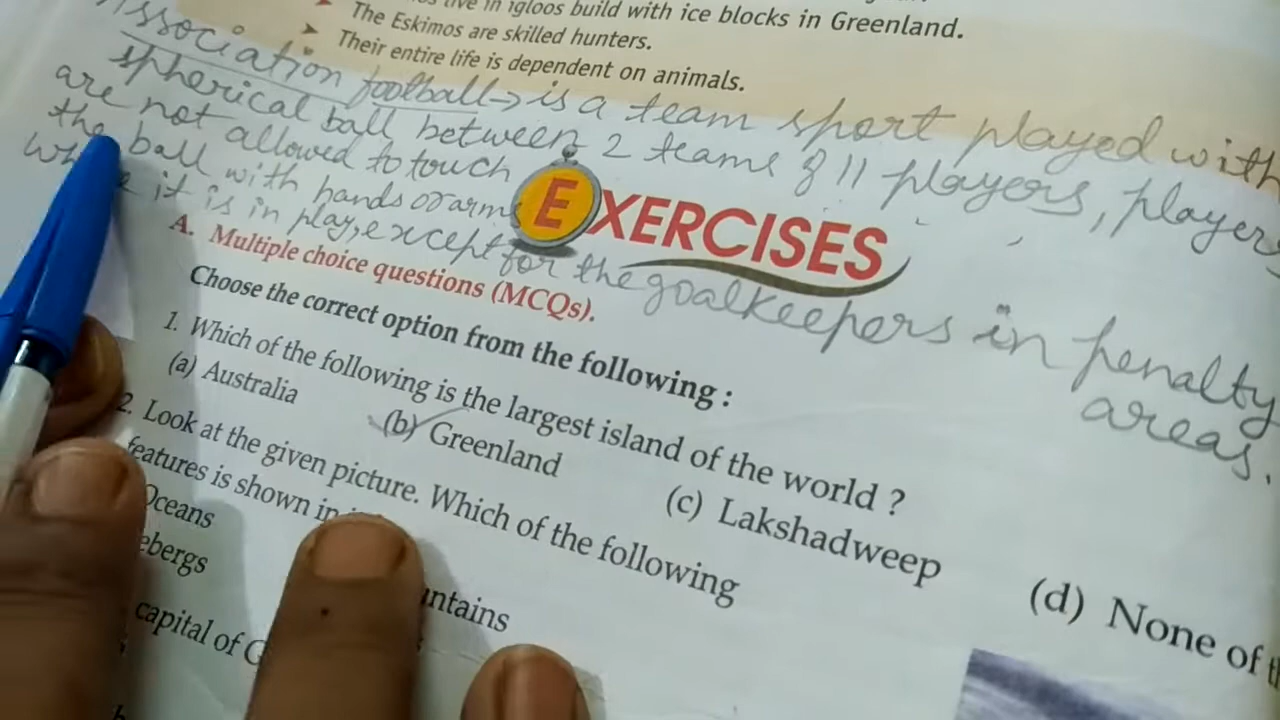 live in igloos build with ice blocks in Greenland.
➤ The Eskimos are skilled hunters.
➤ Their entire life is dependent on animals.
Association football → is a team sport played with
spherical ball between 2 teams of 11 players, players
are not allowed to touch
the ball with hands or arms
while it is in play, except for the goalkeepers in penalty
areas.
EXERCISES
A. Multiple choice questions (MCQs).
Choose the correct option from the following :
1. Which of the following is the largest island of the world ?
(a) Australia (b) Greenland (c) Lakshadweep (d) None of
2. Look at the given picture. Which of the following
features is shown in
Oceans
capital of